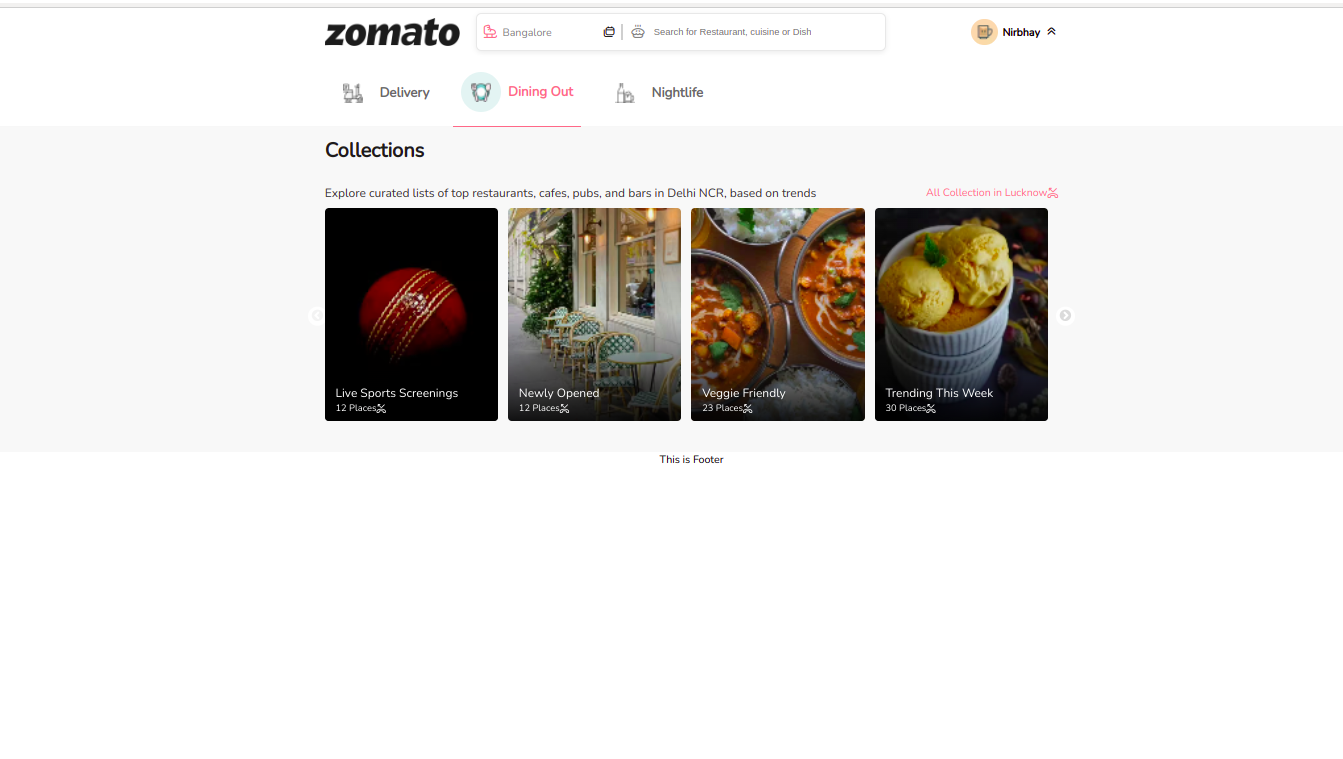 zomato
Bangalore
Search for Restaurant, cuisine or Dish
Nirbhay
Delivery
Dining Out
Nightlife
Collections
Explore curated lists of top restaurants, cafes, pubs, and bars in Delhi NCR, based on trends
All Collection in Lucknow
Live Sports Screenings
12 Places
Newly Opened
12 Places
Veggie Friendly
23 Places
Trending This Week
30 Places
This is Footer